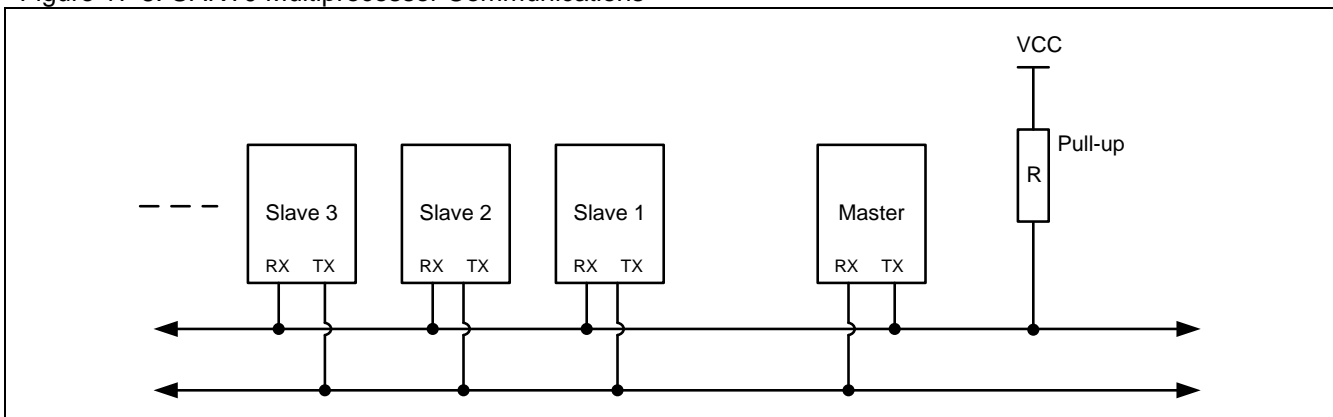 VCC
Pull-up
R
Slave 3
Slave 2
Slave 1
Master
RX TX
RX TX
RX TX
RX TX